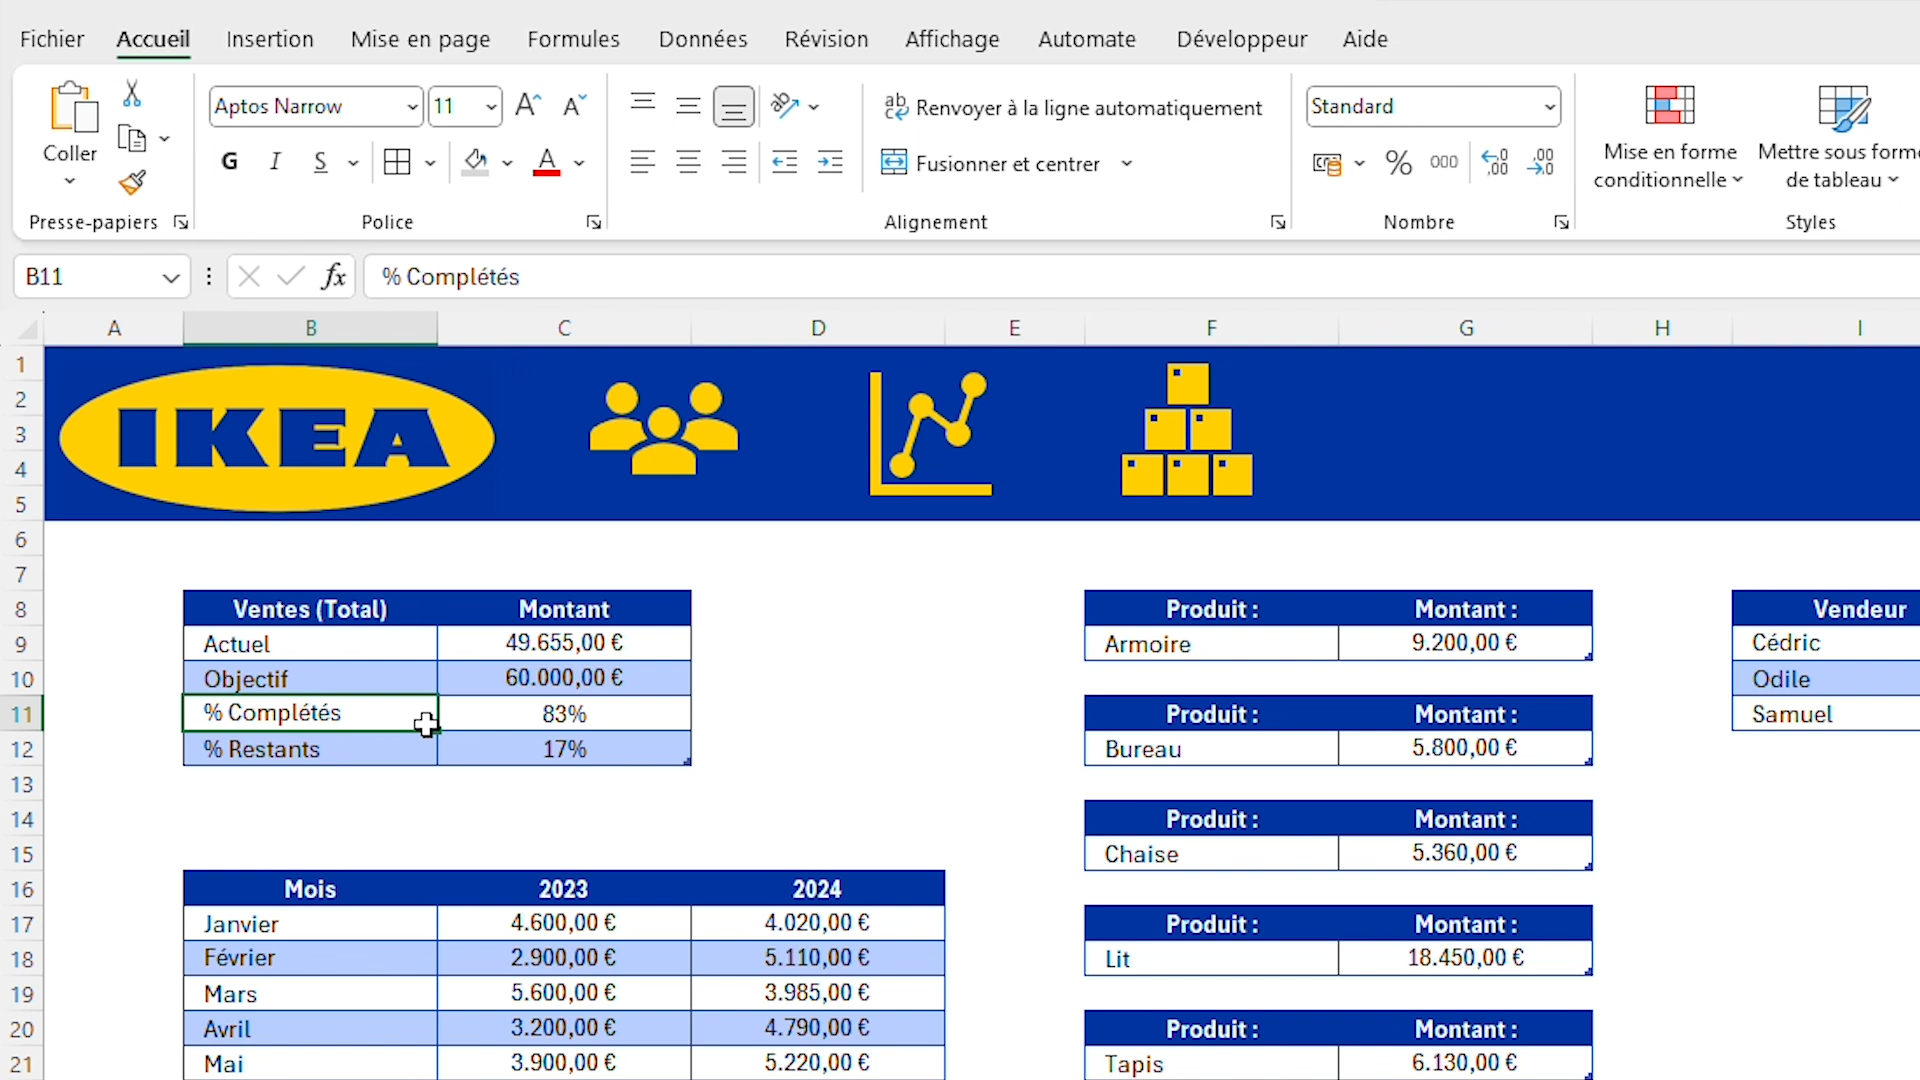 Fichier Accueil Insertion Mise en page Formules Données Révision Affichage Automate Développeur Aide
Coller
Presse-papiers
Aptos Narrow 11
G I S
Police
Renvoyer à la ligne automatiquement
Fusionner et centrer
Alignement
Standard
% 000
Nombre
Mise en forme
conditionnelle
Mettre sous forme
de tableau
Styles
B11 fx % Complétés
A B C D E F G H I
1
2
3
4
5
IKEA
6
7
8 Ventes (Total) Montant Produit : Montant : Vendeur
9 Actuel 49.655,00 € Armoire 9.200,00 € Cédric
10 Objectif 60.000,00 € Odile
11 % Complétés 83% Produit : Montant : Samuel
12 % Restants 17% Bureau 5.800,00 €
13
14 Produit : Montant :
15 Chaise 5.360,00 €
16 Mois 2023 2024
17 Janvier 4.600,00 € 4.020,00 € Produit : Montant :
18 Février 2.900,00 € 5.110,00 € Lit 18.450,00 €
19 Mars 5.600,00 € 3.985,00 €
20 Avril 3.200,00 € 4.790,00 € Produit : Montant :
21 Mai 3.900,00 € 5.220,00 € Tapis 6.130,00 €